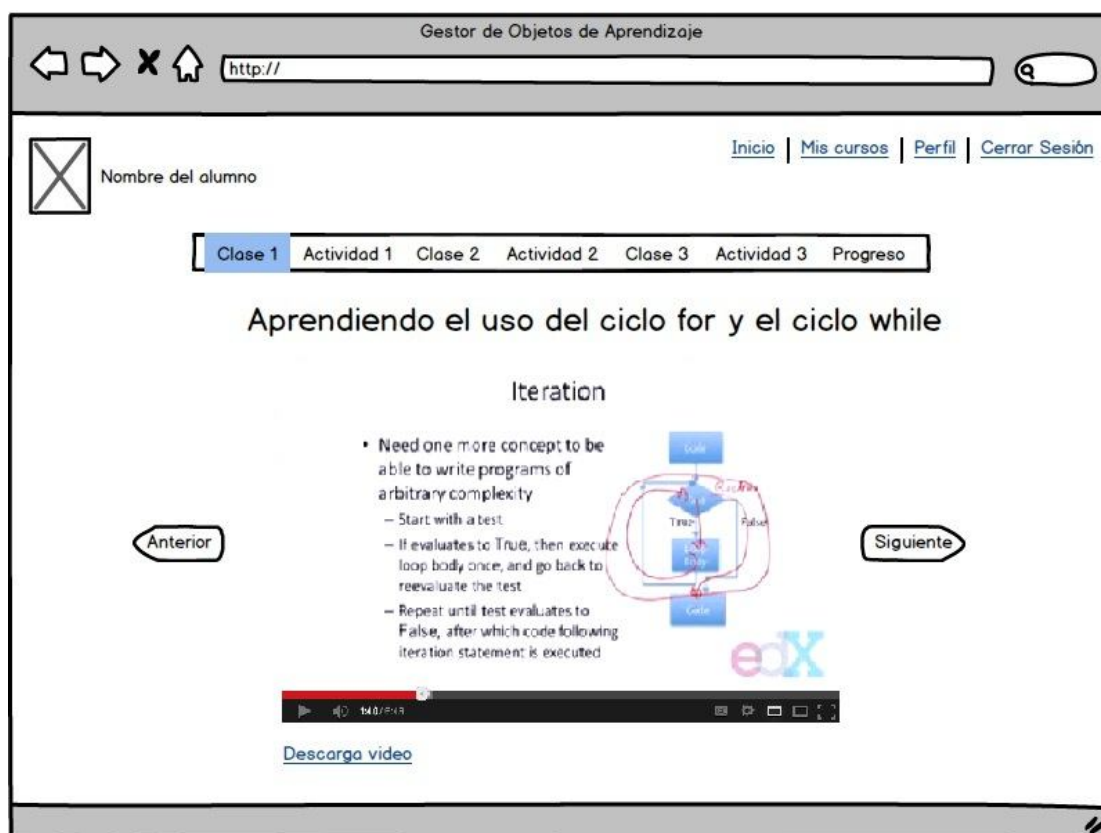 Gestor de Objetos de Aprendizaje
http://
Inicio | Mis cursos | Perfil | Cerrar Sesión
Nombre del alumno
Clase 1 Actividad 1 Clase 2 Actividad 2 Clase 3 Actividad 3 Progreso
Aprendiendo el uso del ciclo for y el ciclo while
Iteration
• Need one more concept to be
able to write programs of
arbitrary complexity
– Start with a test
– If evaluates to True, then execute
loop body once, and go back to
reevaluate the test
– Repeat until test evaluates to
False, after which code following
iteration statement is executed
True
False
Code
edX
Anterior
Siguiente
Descarga video